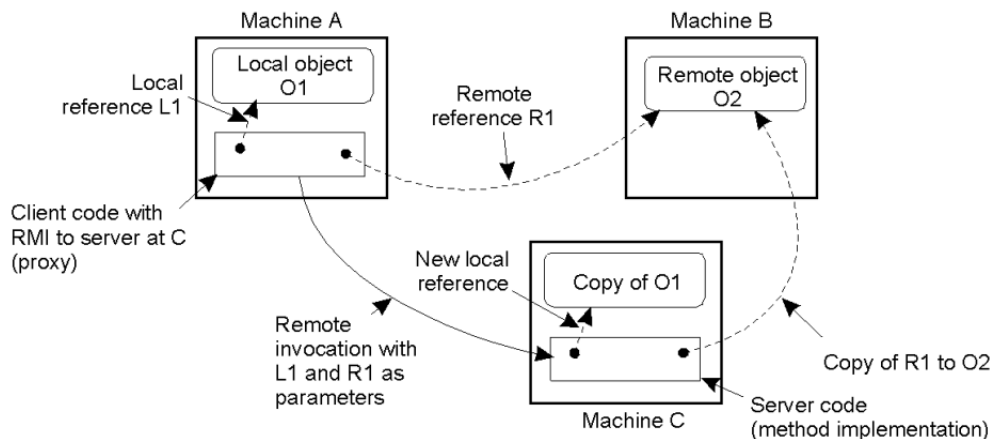 Machine A
Machine B
Local object
O1
Remote object
O2
Local
reference L1
Remote
reference R1
Client code with
RMI to server at C
(proxy)
New local
reference
Copy of O1
Remote
invocation with
L1 and R1 as
parameters
Copy of R1 to O2
Machine C
Server code
(method implementation)